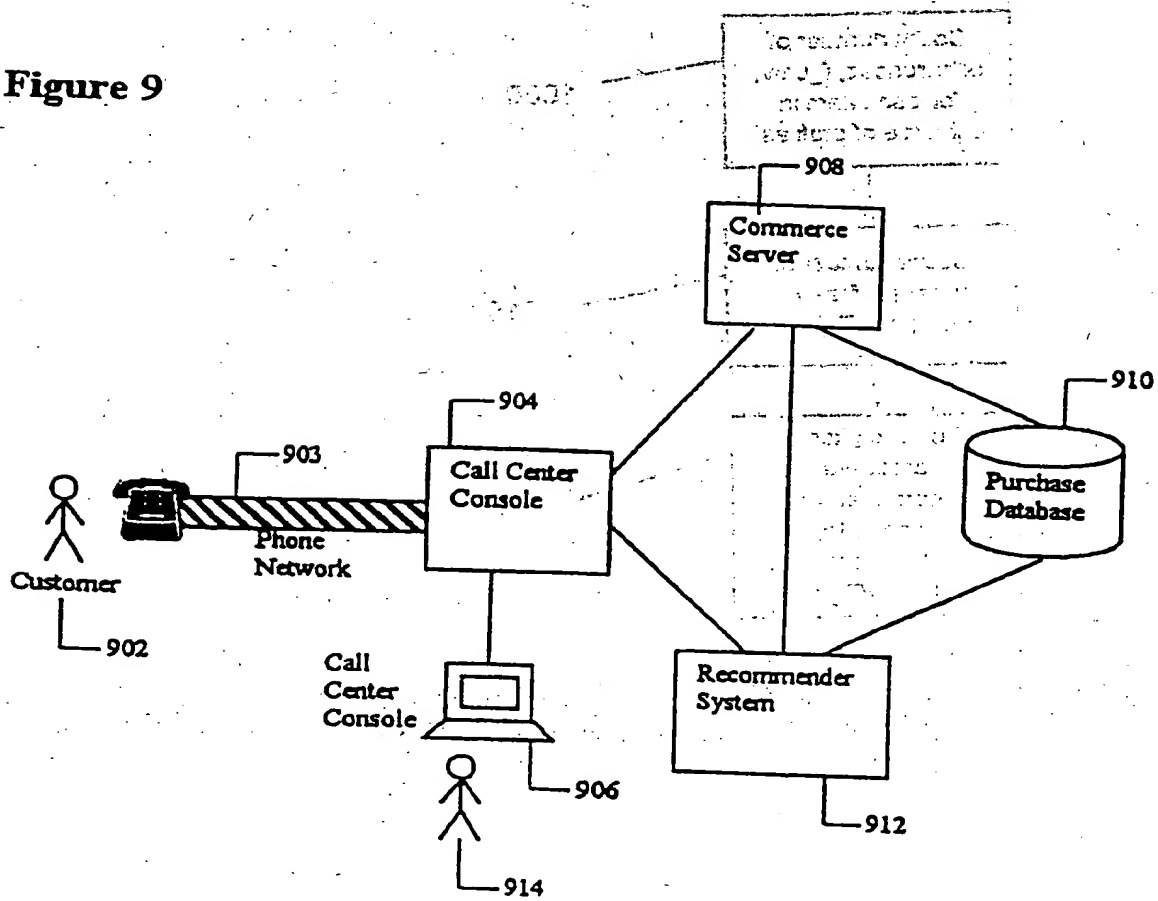 Figure 9
908
Commerce
Server
910
904
903
Call Center
Console
Purchase
Database
Phone
Network
Customer
902
Call
Center
Console
Recommender
System
906
912
914